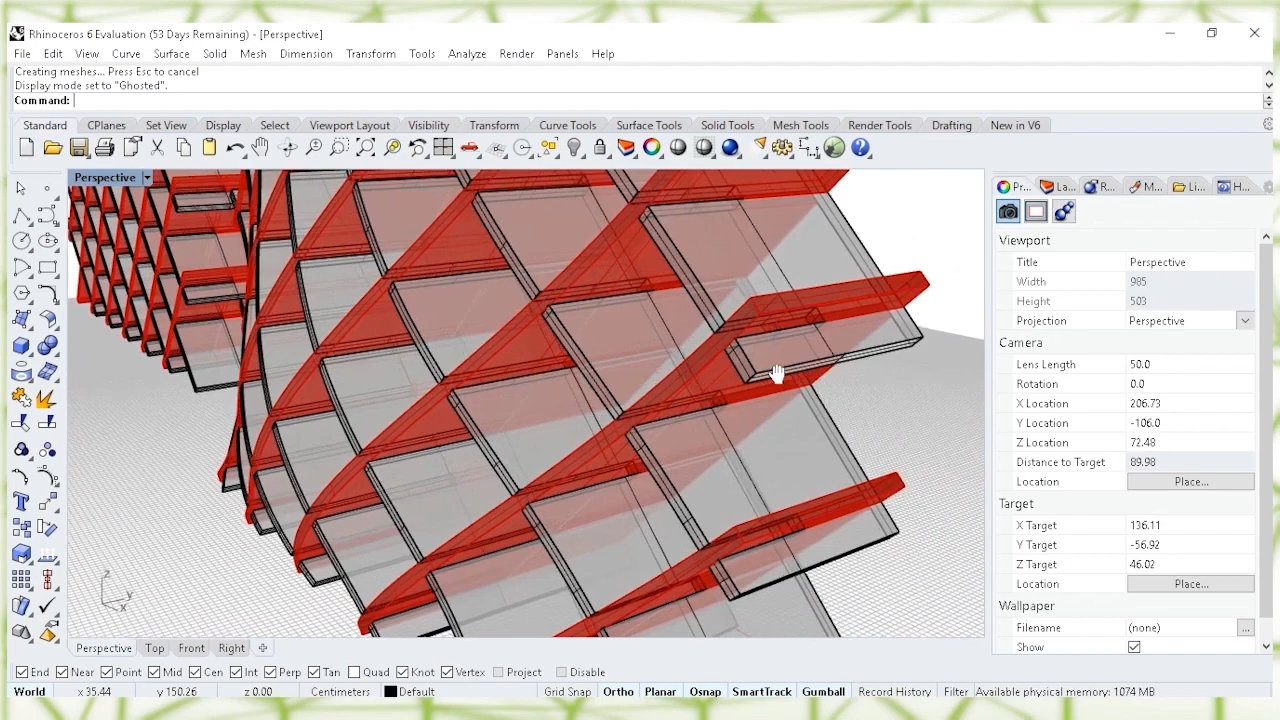 Rhinoceros 6 Evaluation (53 Days Remaining) - [Perspective]
File Edit View Curve Surface Solid Mesh Dimension Transform Tools Analyze Render Panels Help
Creating meshes... Press Esc to cancel
Display mode set to "Ghosted".
Command:
Standard CPlanes Set View Display Select Viewport Layout Visibility Transform Curve Tools Surface Tools Solid Tools Mesh Tools Render Tools Drafting New in V6
Perspective
Pr... La... R... M... Li... H...
Viewport
Title Perspective
Width 985
Height 503
Projection Perspective
Camera
Lens Length 50.0
Rotation 0.0
X Location 206.73
Y Location -106.0
Z Location 72.48
Distance to Target 89.98
Location Place...
Target
X Target 136.11
Y Target -56.92
Z Target 46.02
Location Place...
Wallpaper
Filename (none) ...
Show
z
y
x
Perspective Top Front Right
End Near Point Mid Cen Int Perp Tan Quad Knot Vertex Project Disable
World x 35.44 y 150.26 z 0.00 Centimeters Default Grid Snap Ortho Planar Osnap SmartTrack Gumball Record History Filter Available physical memory: 1074 MB